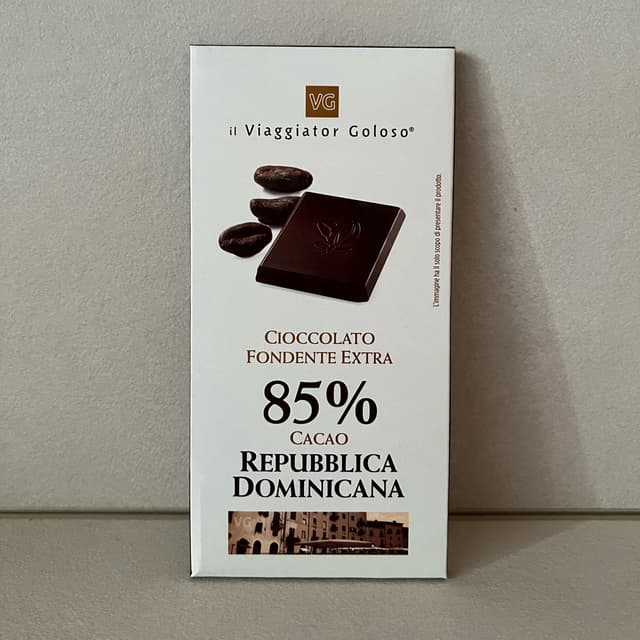 VG
il Viaggiator Goloso®
L'immagine ha il solo scopo di presentare il prodotto.
CIOCCOLATO
FONDENTE EXTRA
85%
CACAO
REPUBBLICA
DOMINICANA
VG